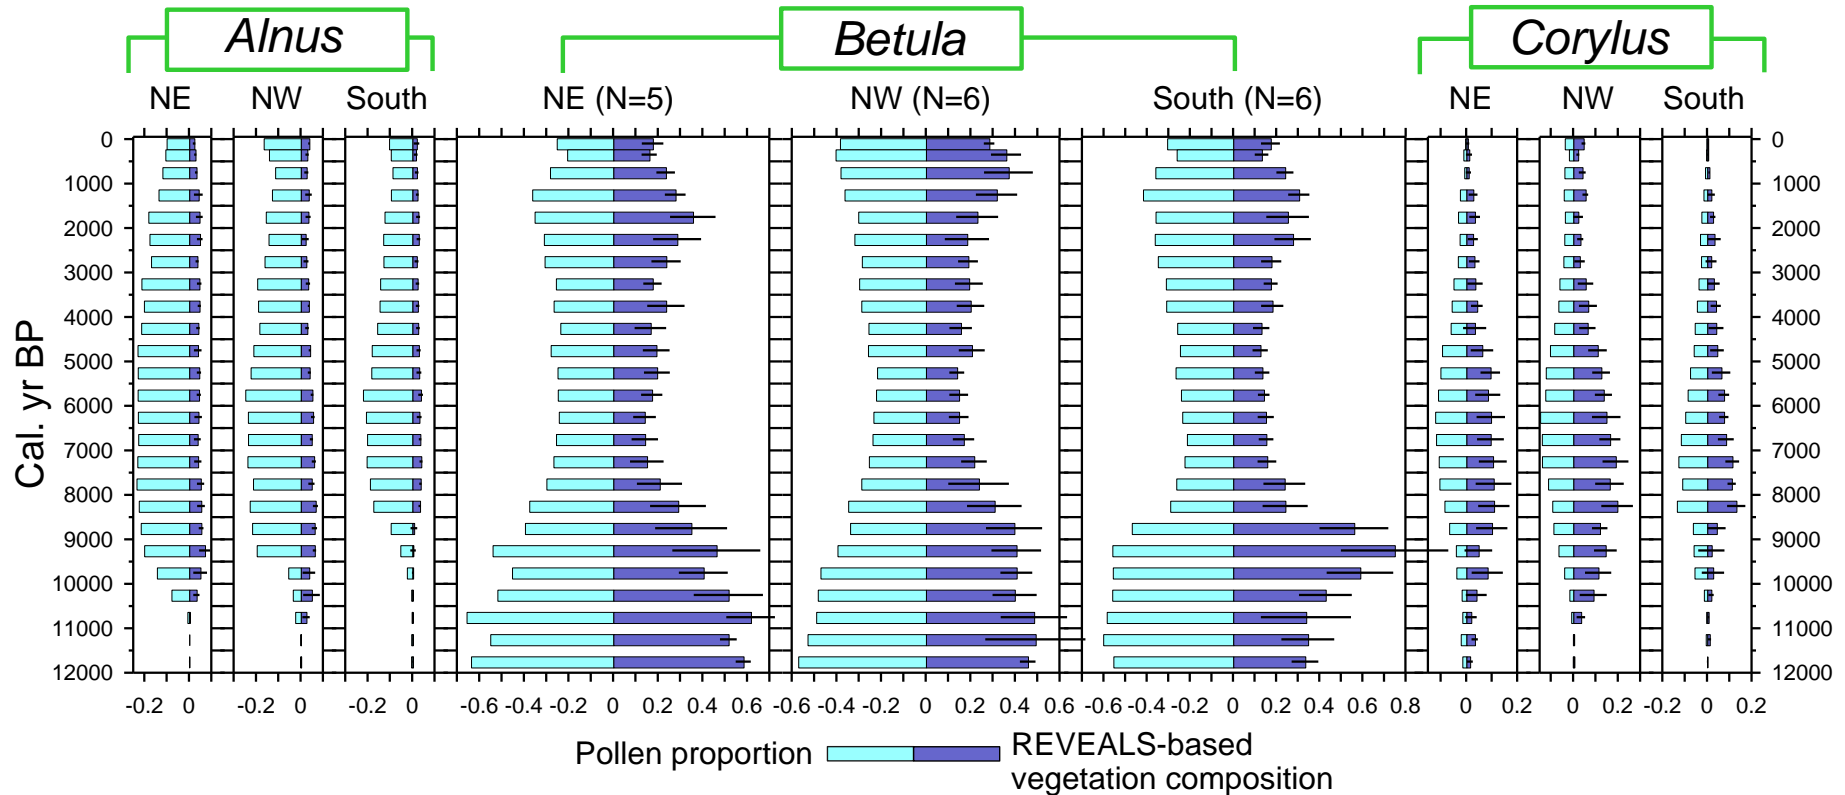 Alnus Betula Corylus
NE NW South NE (N=5) NW (N=6) South (N=6) NE NW South
0 0
1000 1000
2000 2000
3000 3000
4000 4000
5000 5000
6000 6000
7000 7000
8000 8000
9000 9000
10000 10000
11000 11000
12000 12000
Cal. yr BP
-0.2 0 -0.2 0 -0.2 0 -0.6 -0.4 -0.2 0 0.2 0.4 0.6 -0.6 -0.4 -0.2 0 0.2 0.4 0.6 -0.6 -0.4 -0.2 0 0.2 0.4 0.6 0.8 0 0.2 0 0.2 -0.2 0 0.2
Pollen proportion REVEALS-based
vegetation composition